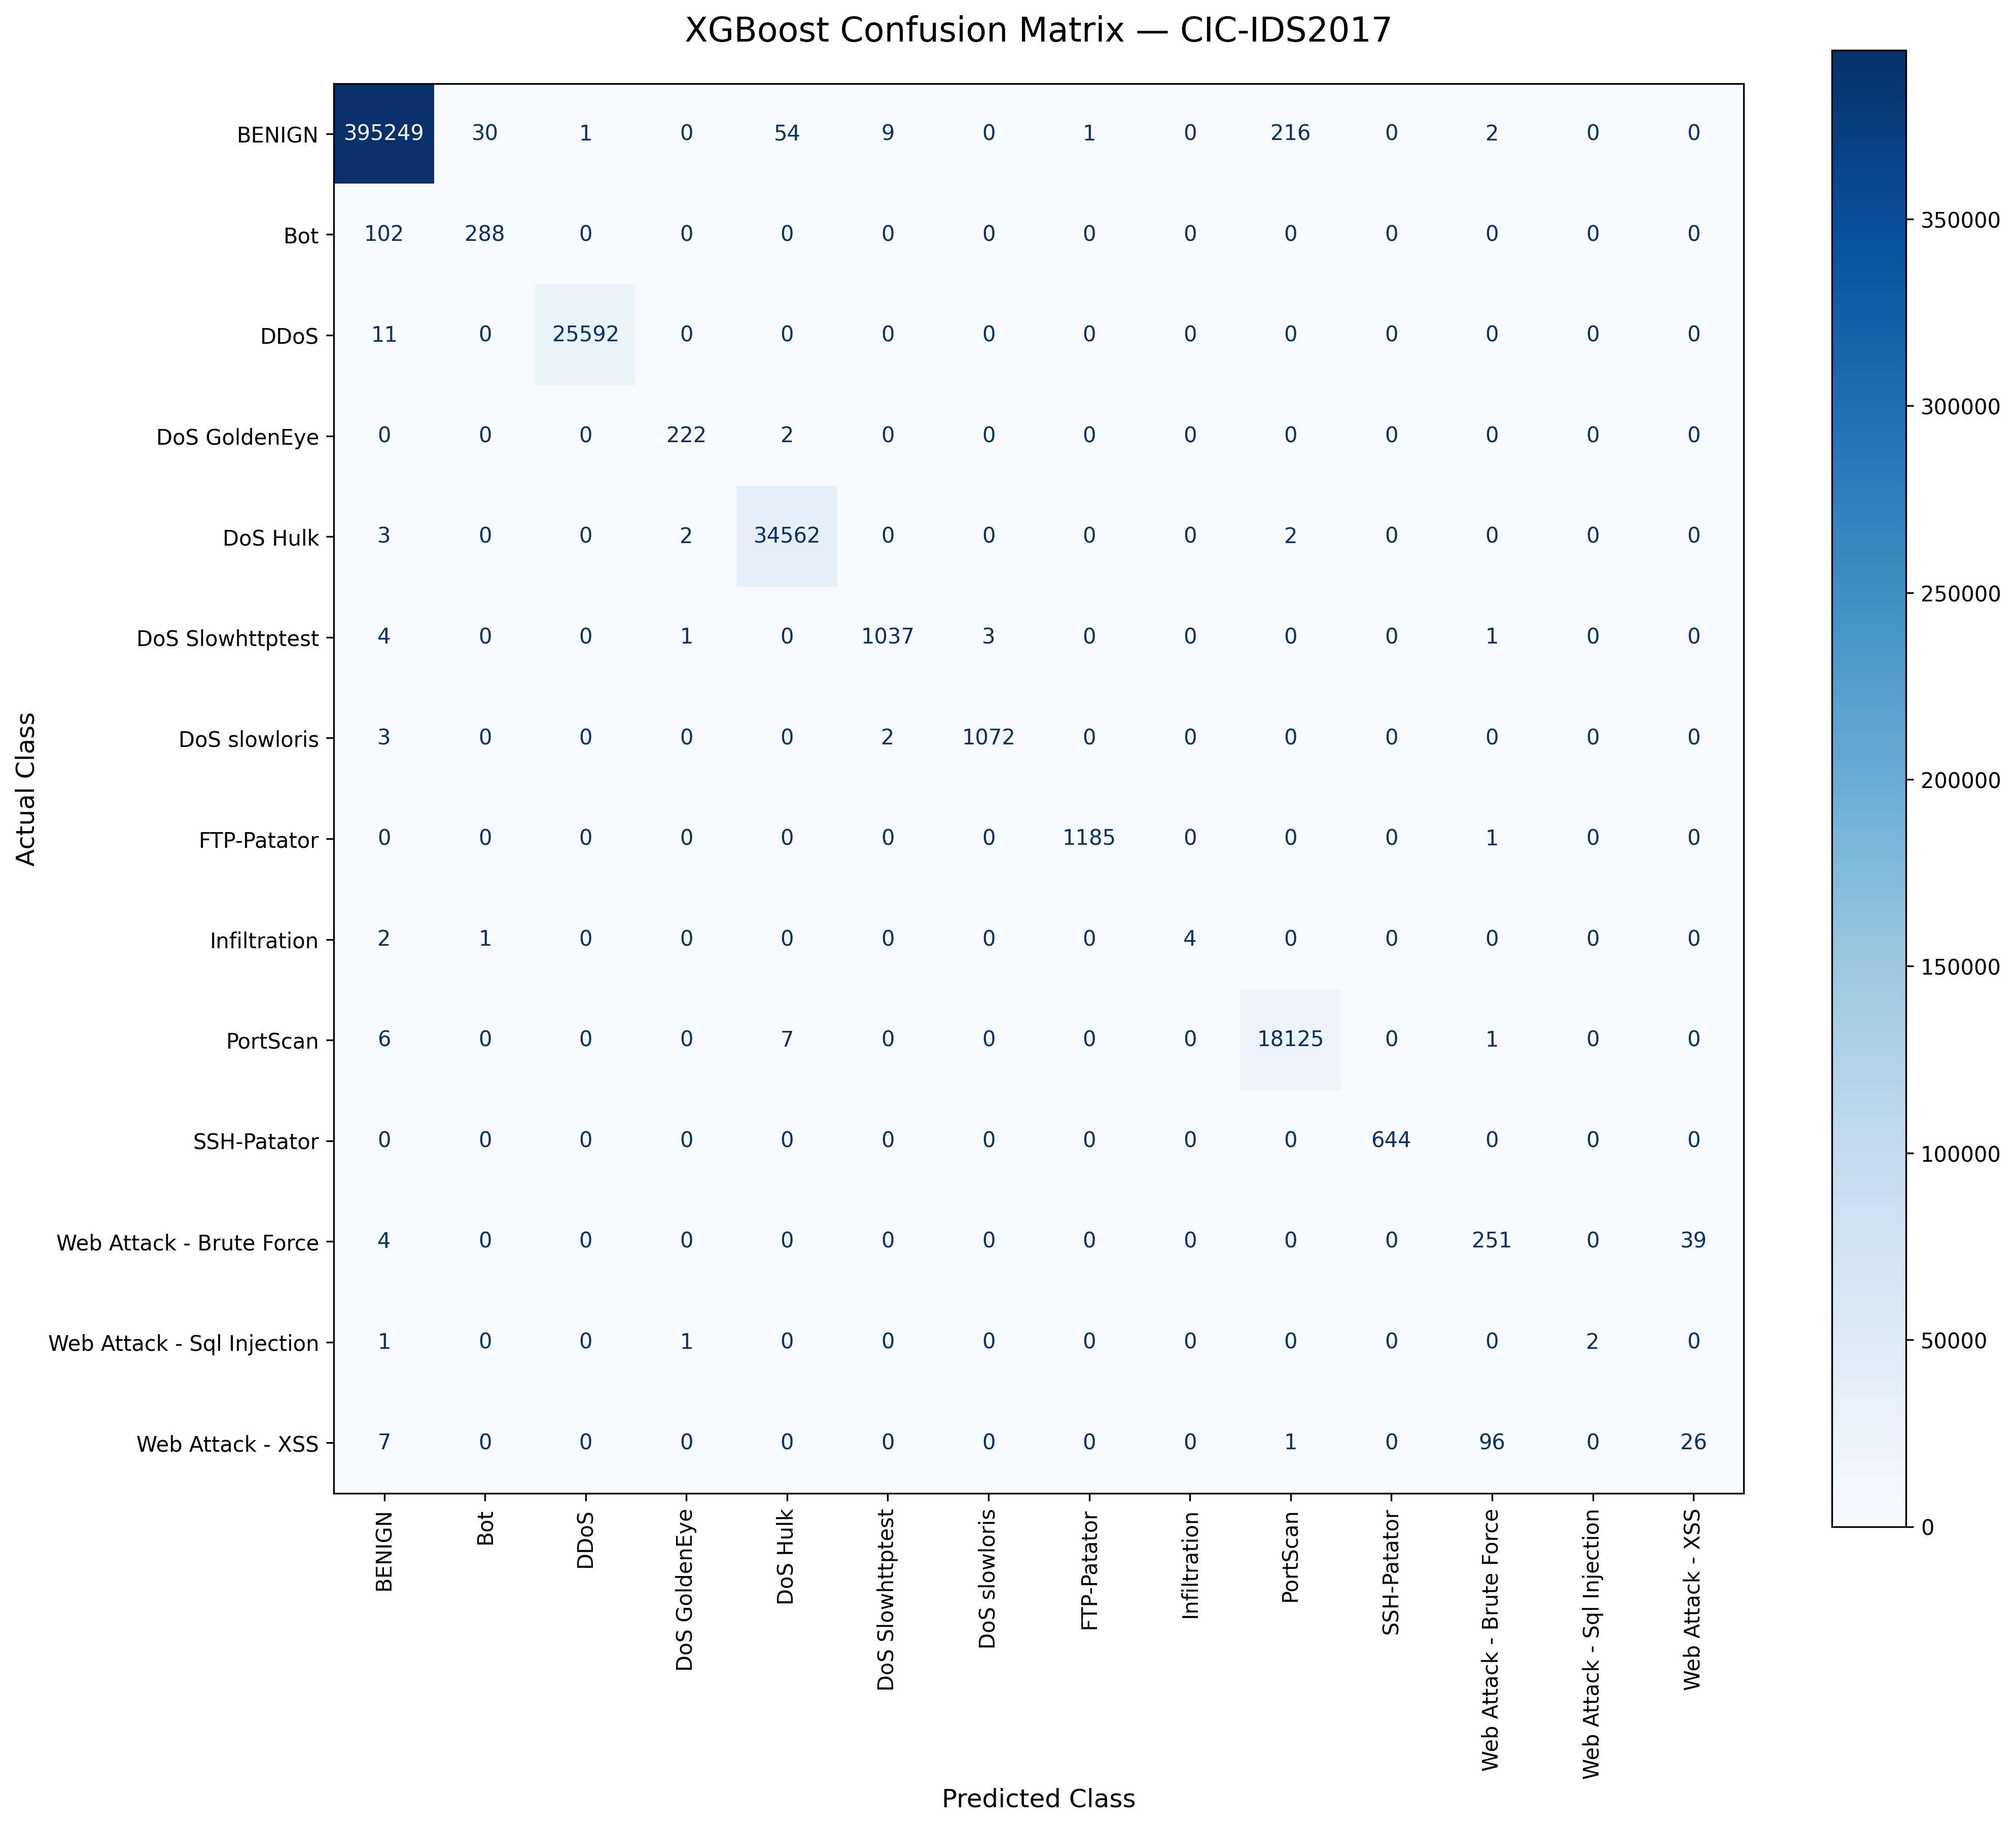 XGBoost Confusion Matrix — CIC-IDS2017
BENIGN 395249 30 1 0 54 9 0 1 0 216 0 2 0 0
Bot 102 288 0 0 0 0 0 0 0 0 0 0 0 0
DDoS 11 0 25592 0 0 0 0 0 0 0 0 0 0 0
DoS GoldenEye 0 0 0 222 2 0 0 0 0 0 0 0 0 0
DoS Hulk 3 0 0 2 34562 0 0 0 0 2 0 0 0 0
DoS Slowhttptest 4 0 0 1 0 1037 3 0 0 0 0 1 0 0
DoS slowloris 3 0 0 0 0 2 1072 0 0 0 0 0 0 0
FTP-Patator 0 0 0 0 0 0 0 1185 0 0 0 1 0 0
Infiltration 2 1 0 0 0 0 0 0 4 0 0 0 0 0
PortScan 6 0 0 0 7 0 0 0 0 18125 0 1 0 0
SSH-Patator 0 0 0 0 0 0 0 0 0 0 644 0 0 0
Web Attack - Brute Force 4 0 0 0 0 0 0 0 0 0 0 251 0 39
Web Attack - Sql Injection 1 0 0 1 0 0 0 0 0 0 0 0 2 0
Web Attack - XSS 7 0 0 0 0 0 0 0 0 1 0 96 0 26
Actual Class
BENIGN
Bot
DDoS
DoS GoldenEye
DoS Hulk
DoS Slowhttptest
DoS slowloris
FTP-Patator
Infiltration
PortScan
SSH-Patator
Web Attack - Brute Force
Web Attack - Sql Injection
Web Attack - XSS
Predicted Class
350000
300000
250000
200000
150000
100000
50000
0